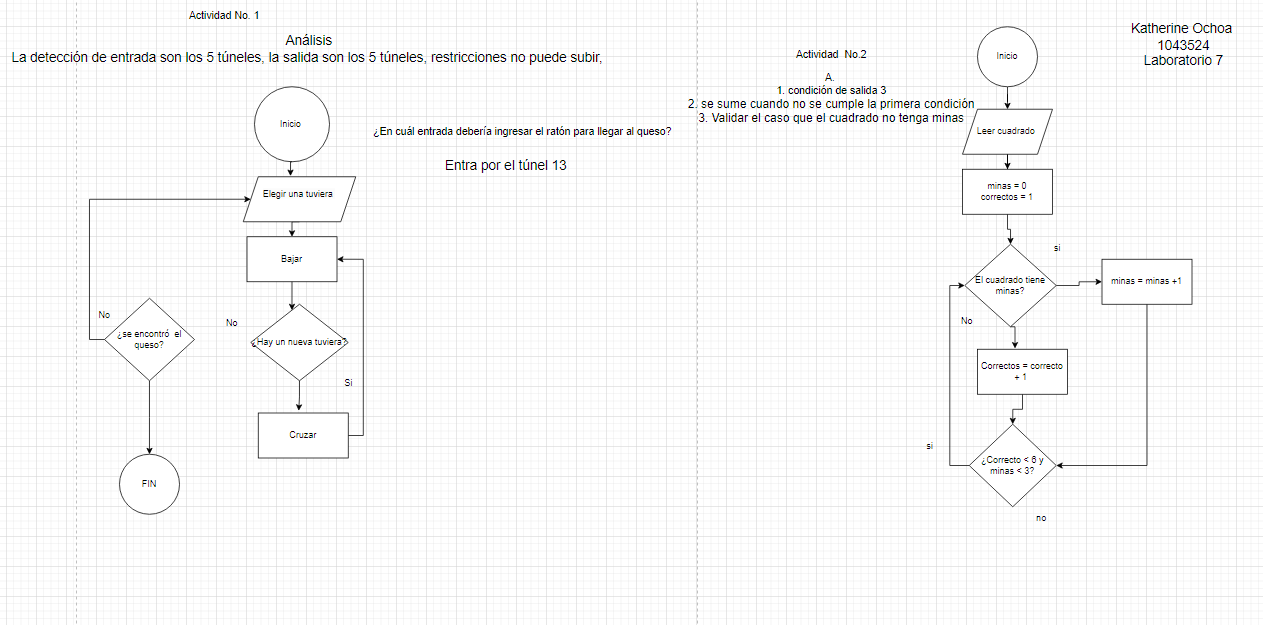 Actividad No. 1
Análisis
La detección de entrada son los 5 túneles, la salida son los 5 túneles, restricciones no puede subir,
Inicio
¿En cuál entrada debería ingresar el ratón para llegar al queso?
Entra por el túnel 13
Elegir una tuviera
Bajar
No
¿se encontró el
queso?
No
¿Hay un nueva tuviera?
Si
Cruzar
FIN
Actividad No.2
A.
1. condición de salida 3
2. se sume cuando no se cumple la primera condición
3. Validar el caso que el cuadrado no tenga minas
Katherine Ochoa
1043524
Laboratorio 7
Inicio
Leer cuadrado
minas = 0
correctos = 1
si
El cuadrado tiene
minas?
minas = minas +1
No
Correctos = correcto
+ 1
si
¿Correcto < 8 y
minas < 3?
no